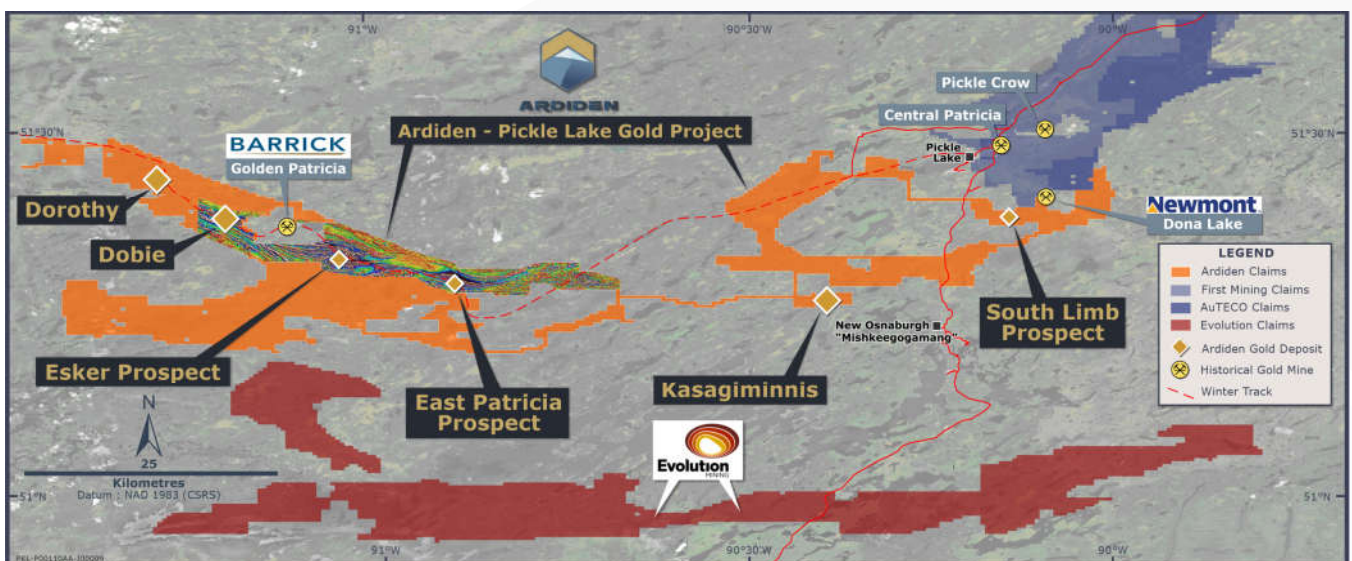 91°W
90°30'W
90°W
ARDIDEN
Pickle Crow
Central Patricia
51°30'N
51°30'N
Ardiden - Pickle Lake Gold Project
BARRICK
Golden Patricia
Pickle
Lake
Dorothy
Newmont
Dona Lake
Dobie
LEGEND
Ardiden Claims
First Mining Claims
AuTECO Claims
Evolution Claims
Ardiden Gold Deposit
Historical Gold Mine
Winter Track
South Limb
Prospect
New Osnaburgh
"Mishkeegogamang"
Esker Prospect
East Patricia
Prospect
Kasagiminnis
N
25
Kilometres
Datum : NAD 1983 (CSRS)
Evolution
MINING
51°N
51°N
91°W
90°30'W
90°W